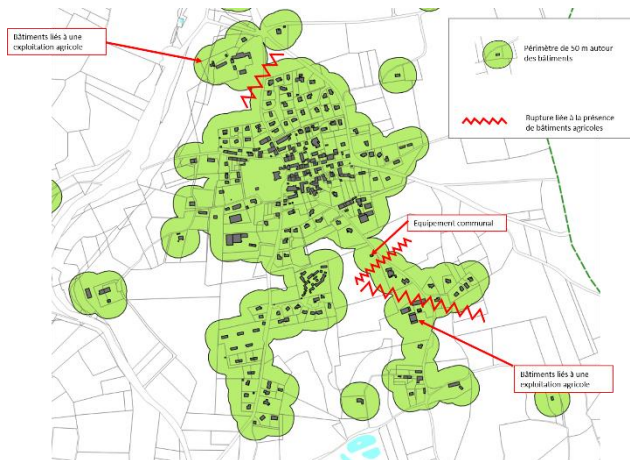 Bâtiments liés à une
exploitation agricole
Périmètre de 50 m autour
des bâtiments
Rupture liée à la présence
de bâtiments agricoles
Equipement communal
Bâtiments liés à une
exploitation agricole